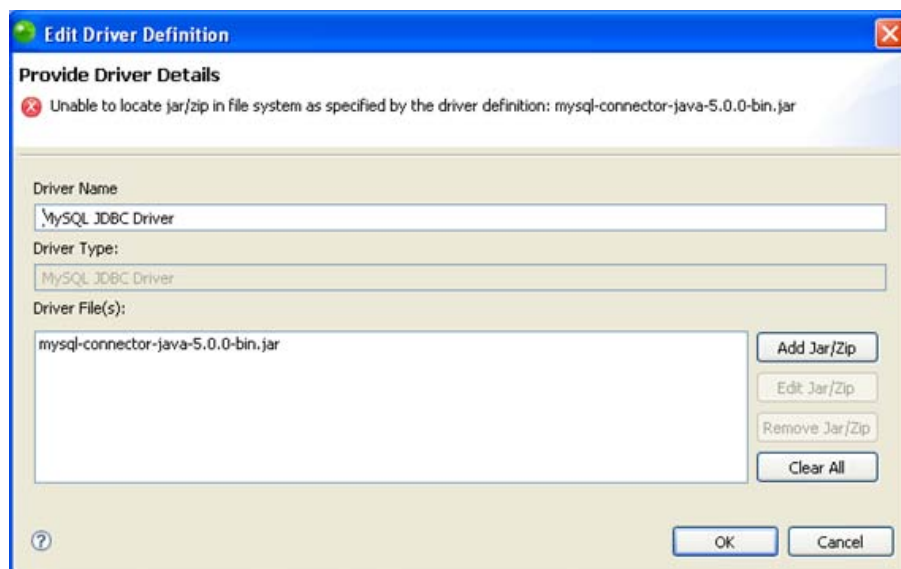 Edit Driver Definition
Provide Driver Details
Unable to locate jar/zip in file system as specified by the driver definition: mysql-connector-java-5.0.0-bin.jar
Driver Name
MySQL JDBC Driver
Driver Type:
MySQL JDBC Driver
Driver File(s):
mysql-connector-java-5.0.0-bin.jar
Add Jar/Zip
Edit Jar/Zip
Remove Jar/Zip
Clear All
?
OK
Cancel